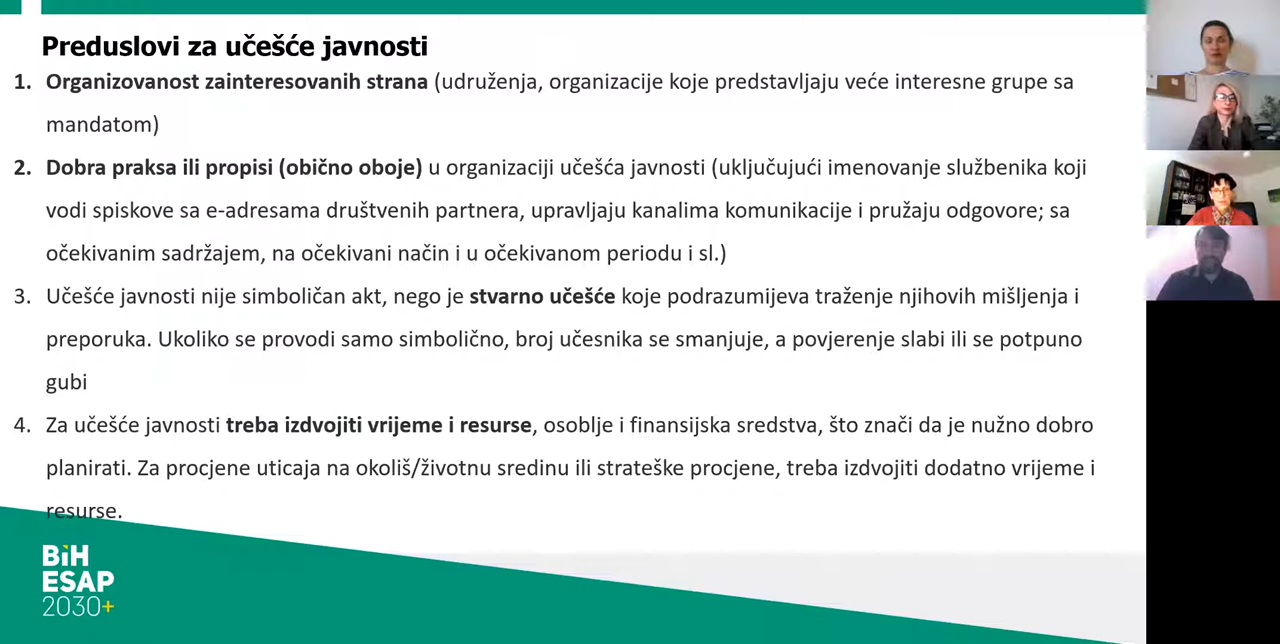 Preduslovi za učešće javnosti
1. Organizovanost zainteresovanih strana (udruženja, organizacije koje predstavljaju veće interesne grupe sa
mandatom)
2. Dobra praksa ili propisi (obično oboje) u organizaciji učešća javnosti (uključujući imenovanje službenika koji
vodi spiskove sa e-adresama društvenih partnera, upravljaju kanalima komunikacije i pružaju odgovore; sa
očekivanim sadržajem, na očekivani način i u očekivanom periodu i sl.)
3. Učešće javnosti nije simboličan akt, nego je stvarno učešće koje podrazumijeva traženje njihovih mišljenja i
preporuka. Ukoliko se provodi samo simbolično, broj učesnika se smanjuje, a povjerenje slabi ili se potpuno
gubi
4. Za učešće javnosti treba izdvojiti vrijeme i resurse, osoblje i finansijska sredstva, što znači da je nužno dobro
planirati. Za procjene uticaja na okoliš/životnu sredinu ili strateške procjene, treba izdvojiti dodatno vrijeme i
resurse.
BiH
ESAP
2030+